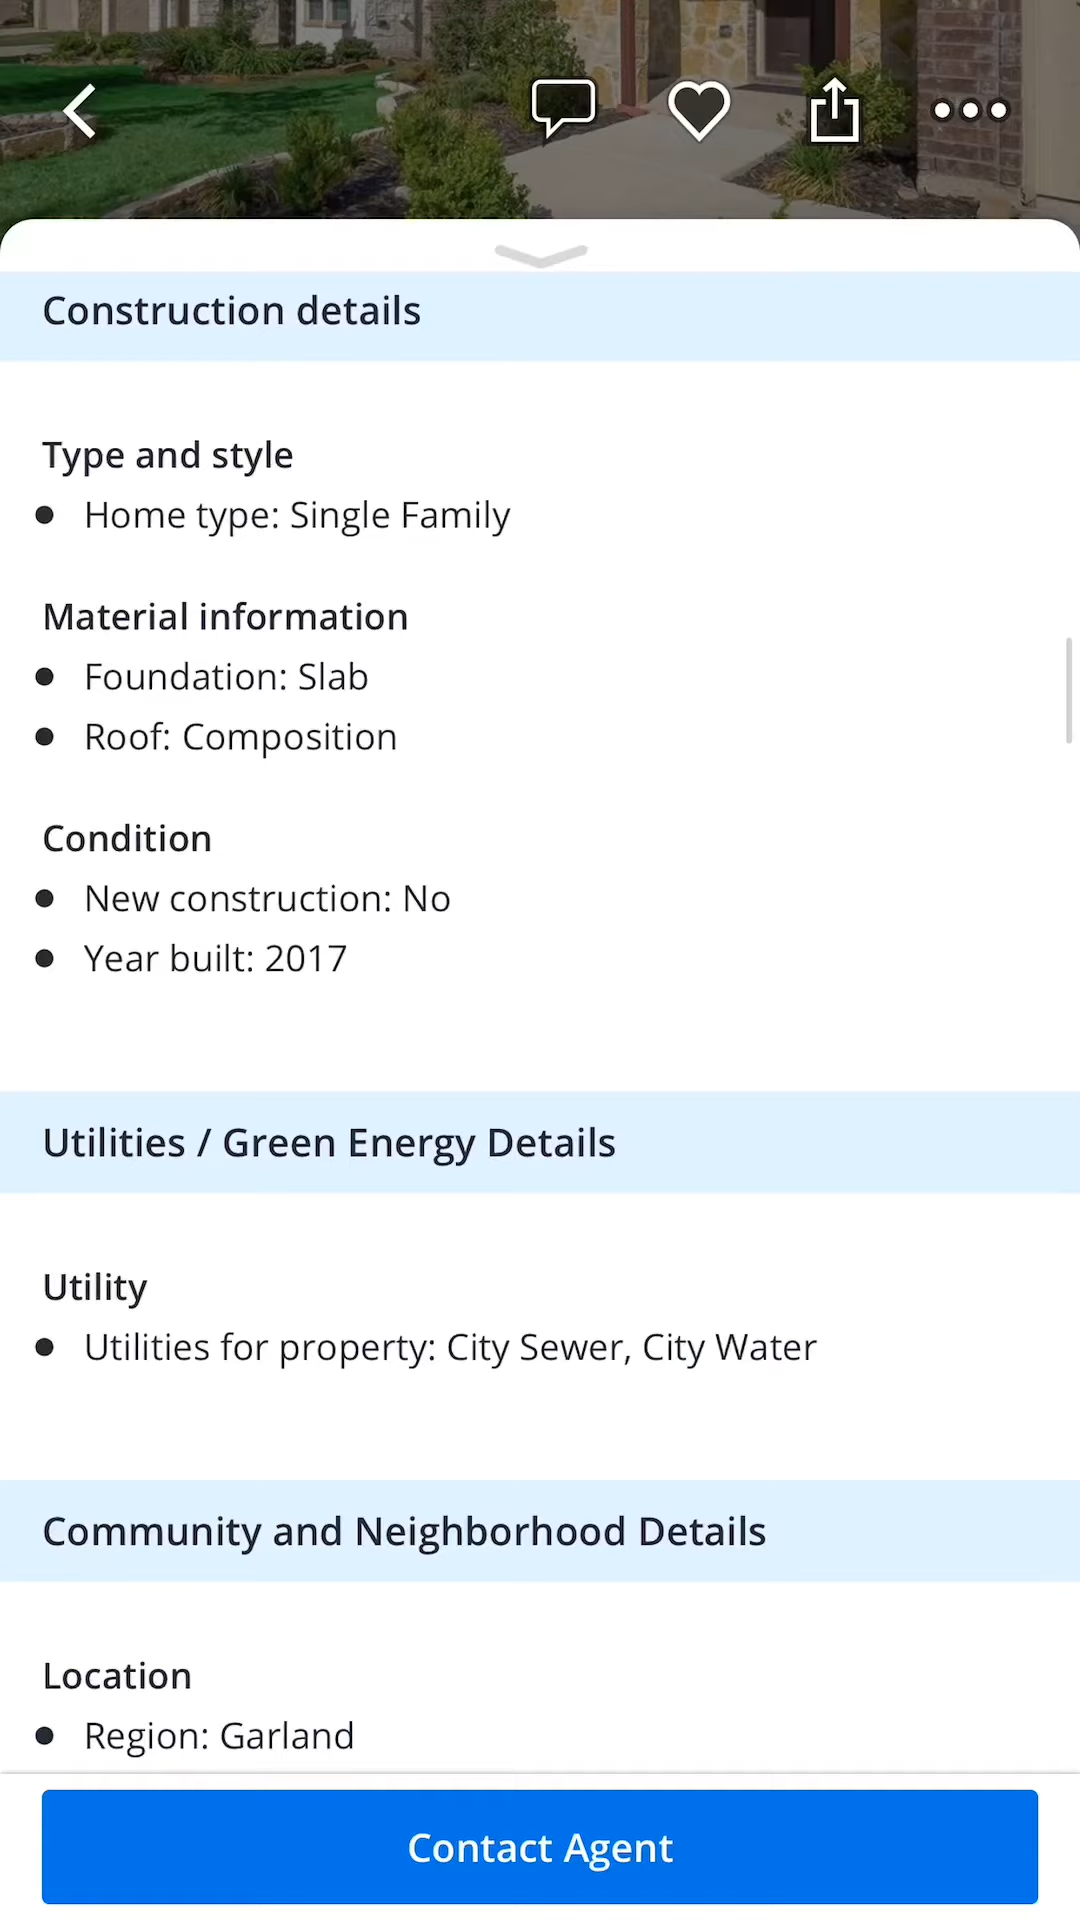 Construction details
Type and style
Home type: Single Family
Material information
Foundation: Slab
Roof: Composition
Condition
New construction: No
Year built: 2017
Utilities / Green Energy Details
Utility
Utilities for property: City Sewer, City Water
Community and Neighborhood Details
Location
Region: Garland
Contact Agent